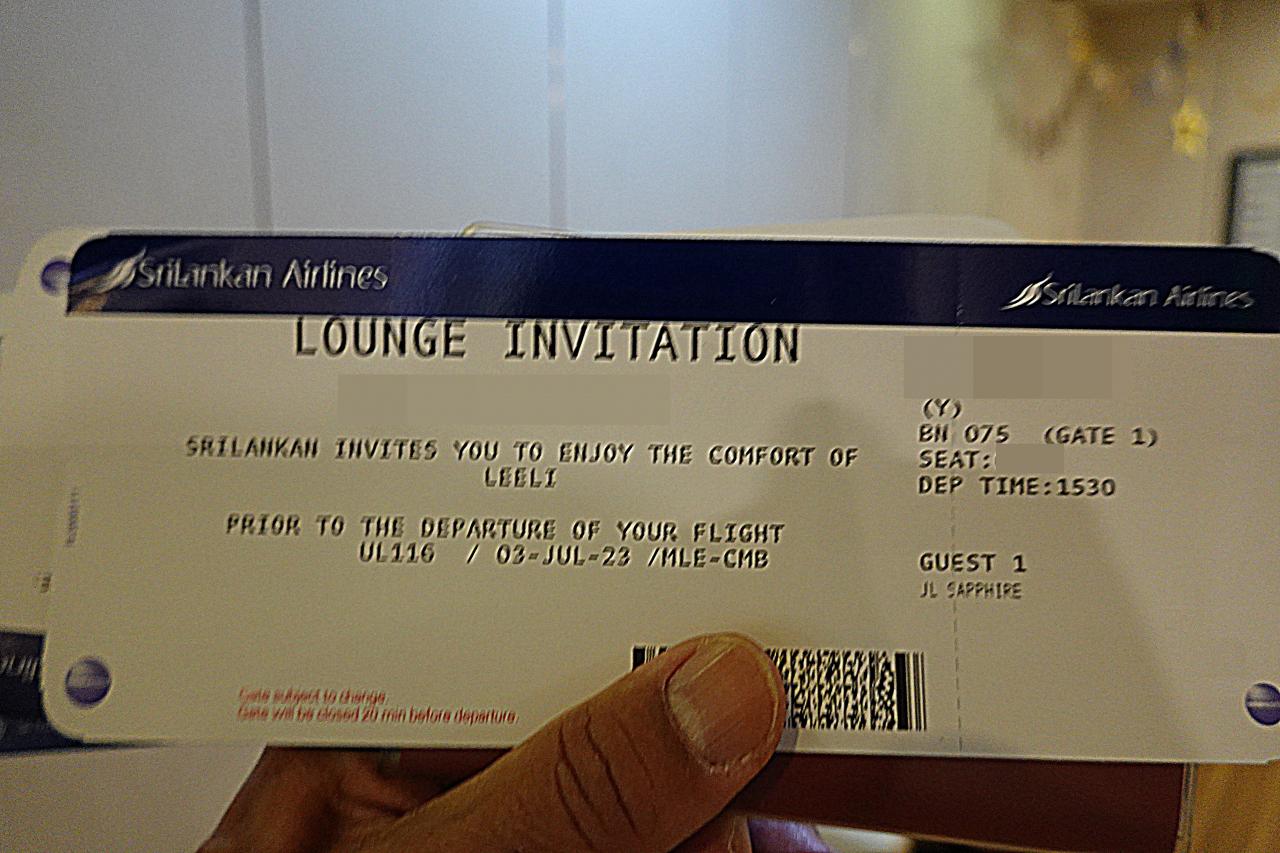 SriLankan Airlines
SriLankan Airlines
LOUNGE INVITATION
SRILANKAN INVITES YOU TO ENJOY THE COMFORT OF
LEELI
PRIOR TO THE DEPARTURE OF YOUR FLIGHT
UL116 / 03-JUL-23 /MLE-CMB
Gate subject to change.
Gate will be closed 20 min before departure.
(Y)
BN 075 (GATE 1)
SEAT:
DEP TIME:1530
GUEST 1
JL SAPPHIRE